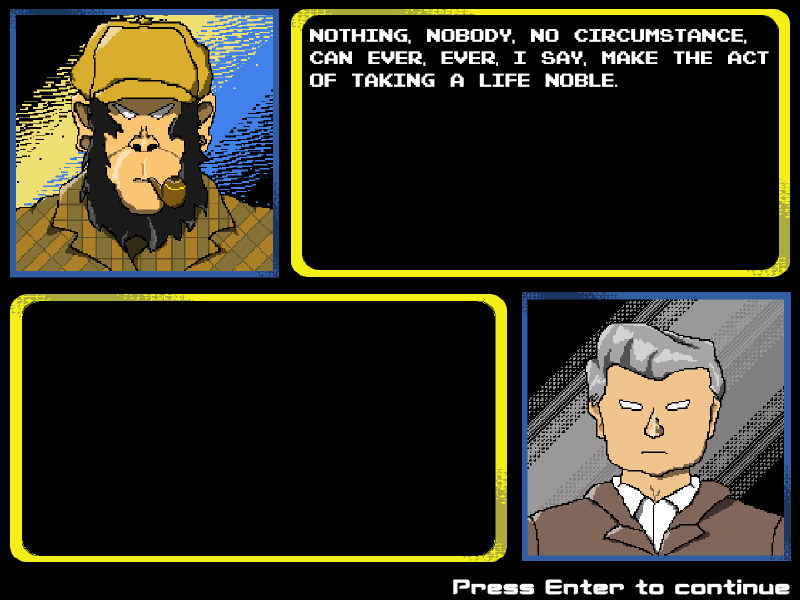 NOTHING, NOBODY, NO CIRCUMSTANCE,
CAN EVER, EVER, I SAY, MAKE THE ACT
OF TAKING A LIFE NOBLE.
Press Enter to continue